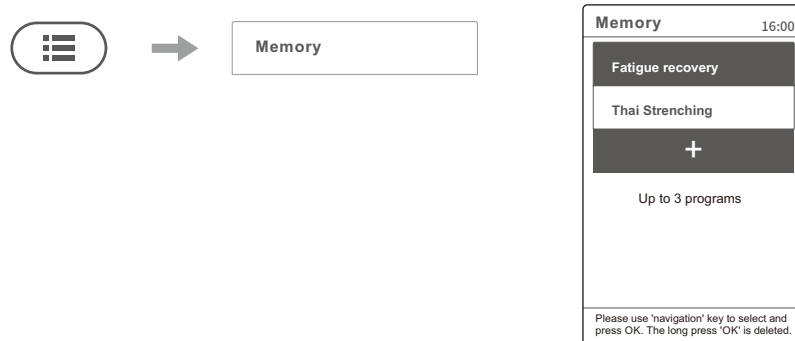 Memory
Memory 16:00
Fatigue recovery
Thai Strenching
+
Up to 3 programs
Please use 'navigation' key to select and
press OK. The long press 'OK' is deleted.